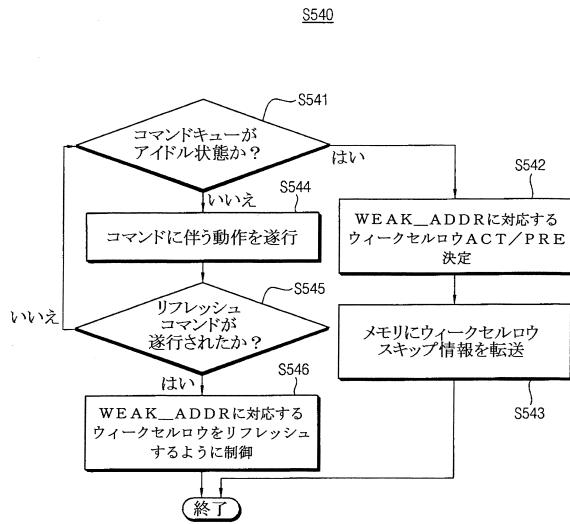 S540
S541
コマンドキューが
アイドル状態か？
はい
いいえ
S542
WEAK__ADDRに対応する
ウィークセルロウACT／PRE
決定
S544
コマンドに伴う動作を遂行
S545
リフレッシュ
コマンドが
遂行されたか？
いいえ
はい
メモリにウィークセルロウ
スキップ情報を転送
S543
S546
WEAK__ADDRに対応する
ウィークセルロウをリフレッシュ
するように制御
終了